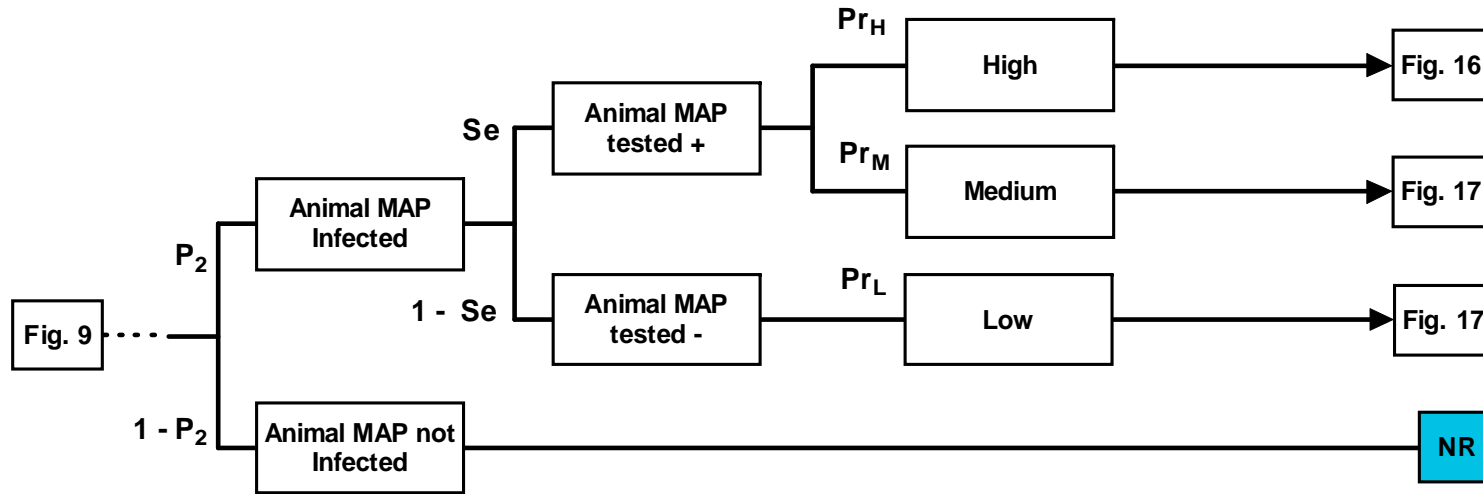 Pr_H
High
Fig. 16
Se
Animal MAP
tested +
Pr_M
Medium
Fig. 17
Animal MAP
Infected
P_2
1 - Se
Animal MAP
tested -
Pr_L
Low
Fig. 17
Fig. 9
1 - P_2
Animal MAP not
Infected
NR